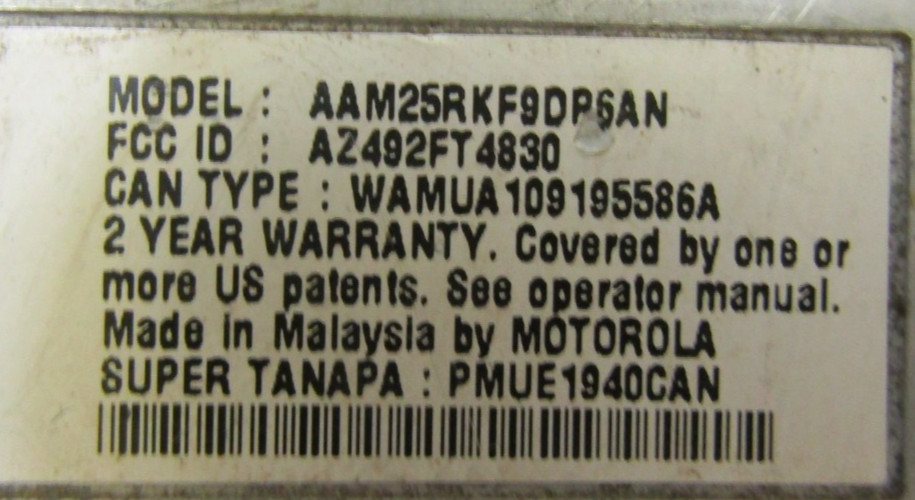 MODEL : AAM25RKF9DP6AN
FCC ID : AZ492FT4830
CAN TYPE : WAMUA109195586A
2 YEAR WARRANTY. Covered by one or
more US patents. See operator manual.
Made in Malaysia by MOTOROLA
SUPER TANAPA : PMUE1940CAN